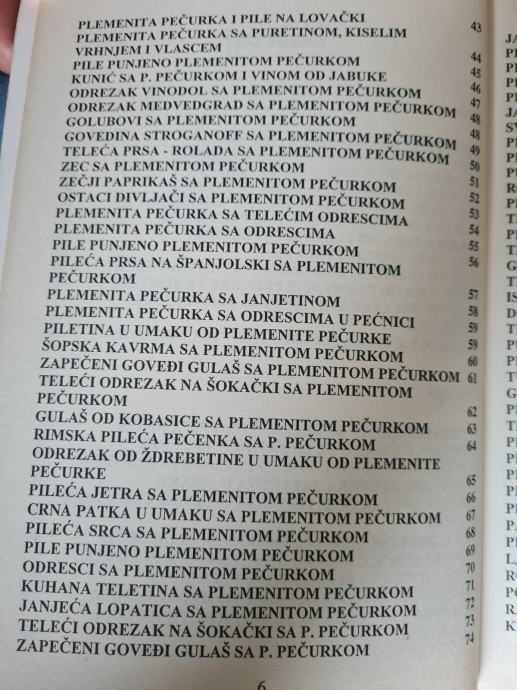 PLEMENITA PEČURKA I PILE NA LOVAČKI 43
PLEMENITA PEČURKA SA PURETINOM, KISELIM
VRHNJEM I VLASCEM 44
PILE PUNJENO PLEMENITOM PEČURKOM 45
KUNIĆ SA P. PEČURKOM I VINOM OD JABUKE 46
ODREZAK VINODOL SA PLEMENITOM PEČURKOM 47
ODREZAK MEDVEDGRAD SA PLEMENITOM PEČURKOM 48
GOLUBOVI SA PLEMENITOM PEČURKOM 48
GOVEDINA STROGANOFF SA PLEMENITOM PEČURKOM 49
TELEĆA PRSA - ROLADA SA PLEMENITOM PEČURKOM 50
ZEC SA PLEMENITOM PEČURKOM 51
ZEČJI PAPRIKAŠ SA PLEMENITOM PEČURKOM 52
OSTACI DIVLJAČI SA PLEMENITOM PEČURKOM 53
PLEMENITA PEČURKA SA TELEĆIM ODRESCIMA 54
PLEMENITA PEČURKA SA ODRESCIMA 55
PILE PUNJENO PLEMENITOM PEČURKOM 56
PILEĆA PRSA NA ŠPANJOLSKI SA PLEMENITOM
PEČURKOM 57
PLEMENITA PEČURKA SA JANJETINOM 58
PLEMENITA PEČURKA SA ODRESCIMA U PEĆNICI 59
PILETINA U UMAKU OD PLEMENITE PEČURKE 59
ŠOPSKA KAVRMA SA PLEMENITOM PEČURKOM 60
ZAPEČENI GOVEĐI GULAŠ SA PLEMENITOM PEČURKOM 61
TELEĆI ODREZAK NA ŠOKAČKI SA PLEMENITOM
PEČURKOM 62
GULAŠ OD KOBASICE SA PLEMENITOM PEČURKOM 63
RIMSKA PILEĆA PEČENKA SA P. PEČURKOM 64
ODREZAK OD ŽDREBETINE U UMAKU OD PLEMENITE
PEČURKE 65
PILEĆA JETRA SA PLEMENITOM PEČURKOM 66
CRNA PATKA U UMAKU SA PLEMENITOM PEČURKOM 67
PILEĆA SRCA SA PLEMENITOM PEČURKOM 68
PILE PUNJENO PLEMENITOM PEČURKOM 69
ODRESCI SA PLEMENITOM PEČURKOM 70
KUHANA TELETINA SA PLEMENITOM PEČURKOM 71
JANJEĆA LOPATICA SA PLEMENITOM PEČURKOM 72
TELEĆI ODREZAK NA ŠOKAČKI SA P. PEČURKOM 73
ZAPEČENI GOVEĐI GULAŠ SA P. PEČURKOM 74
6